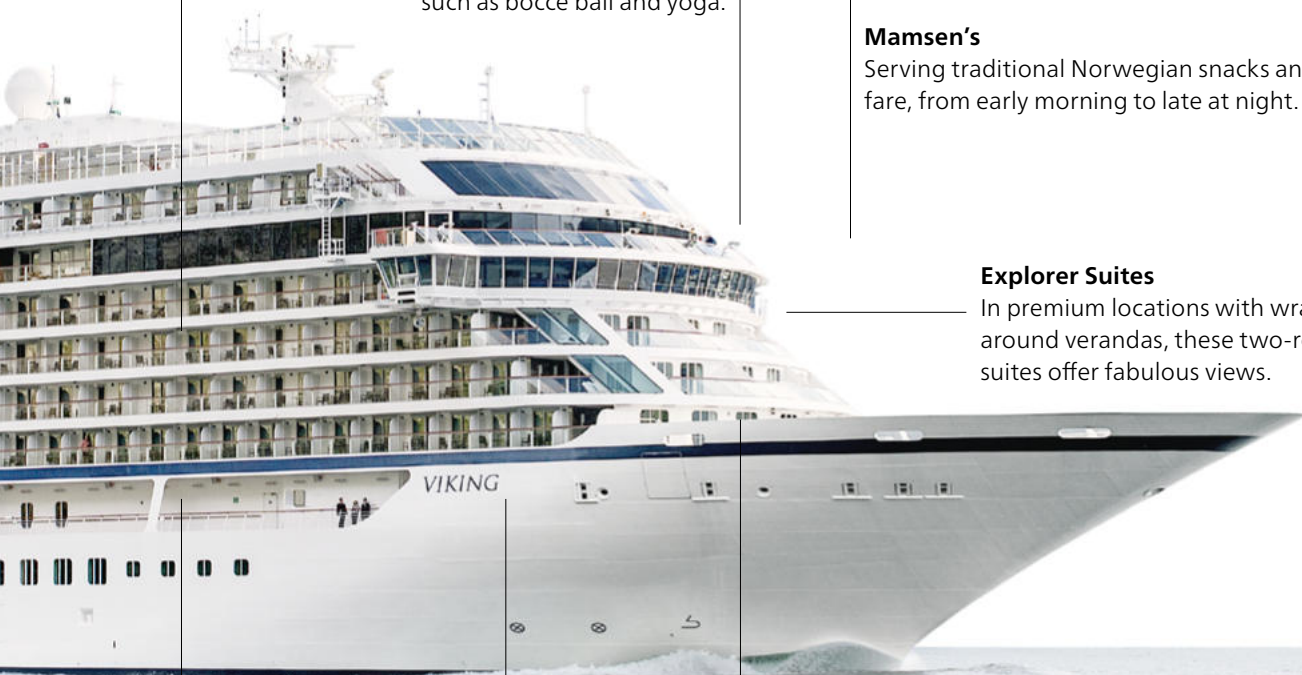 such as bocce ball and yoga.
Mamsen’s
Serving traditional Norwegian snacks an
fare, from early morning to late at night.
Explorer Suites
In premium locations with wra
around verandas, these two-r
suites offer fabulous views.
VIKING